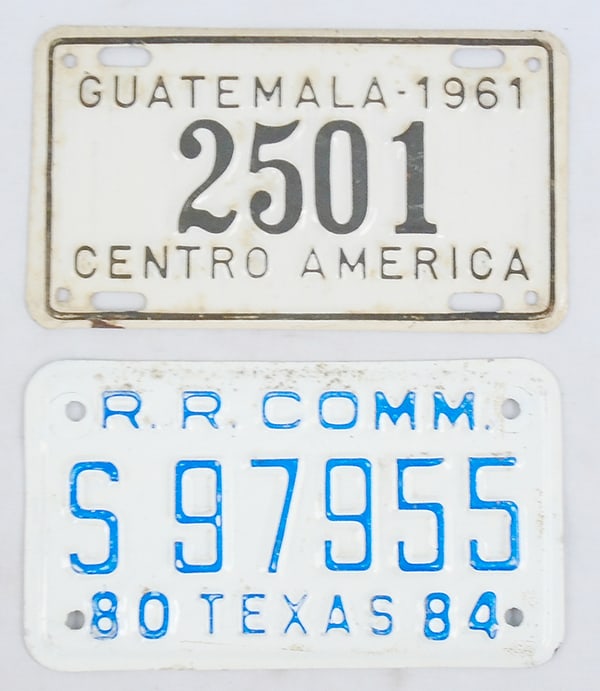 GUATEMALA-1961
2501
CENTRO AMERICA
R.R. COMM.
S 97955
80 TEXAS 84